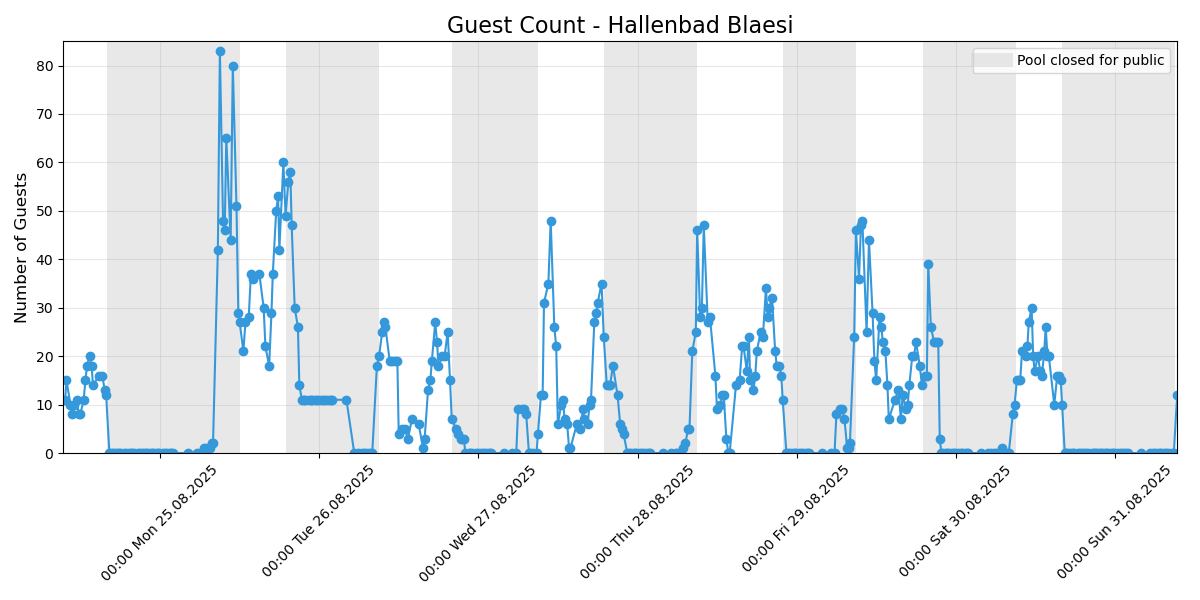 Guest Count - Hallenbad Blaesi
Pool closed for public
Number of Guests
80
70
60
50
40
30
20
10
0
00:00 Mon 25.08.2025
00:00 Tue 26.08.2025
00:00 Wed 27.08.2025
00:00 Thu 28.08.2025
00:00 Fri 29.08.2025
00:00 Sat 30.08.2025
00:00 Sun 31.08.2025